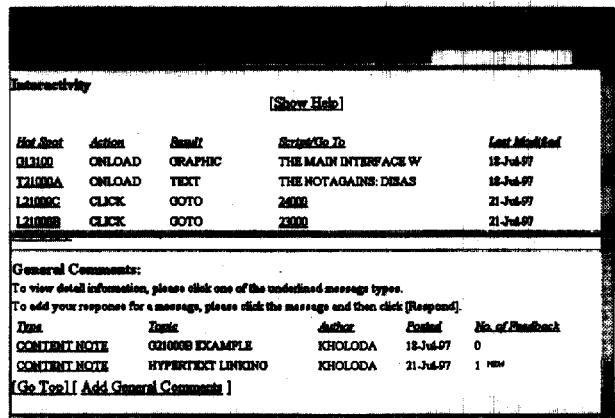 Interactivity
[Show Help]
Hot Spot Action Result Script/Go To Last Modified
ONLOAD GRAPHIC THE MAIN INTERFACE W 18-Jul-97
T21000A ONLOAD TEXT THE NOTAGAINS: DISAS 18-Jul-97
L21000C CLICK GOTO 24000 21-Jul-97
L21000B CLICK GOTO 23000 21-Jul-97
General Comments:
To view detail information, please click one of the underlined message types.
To add your response for a message, please click the message and then click [Respond].
Type Topic Author Posted No. of Feedback
CONTENT NOTE G21000B EXAMPLE KHOLODA 18-Jul-97 0
CONTENT NOTE HYPERTEXT LINKING KHOLODA 21-Jul-97 1 NEW
[Go Top] [ Add General Comments ]